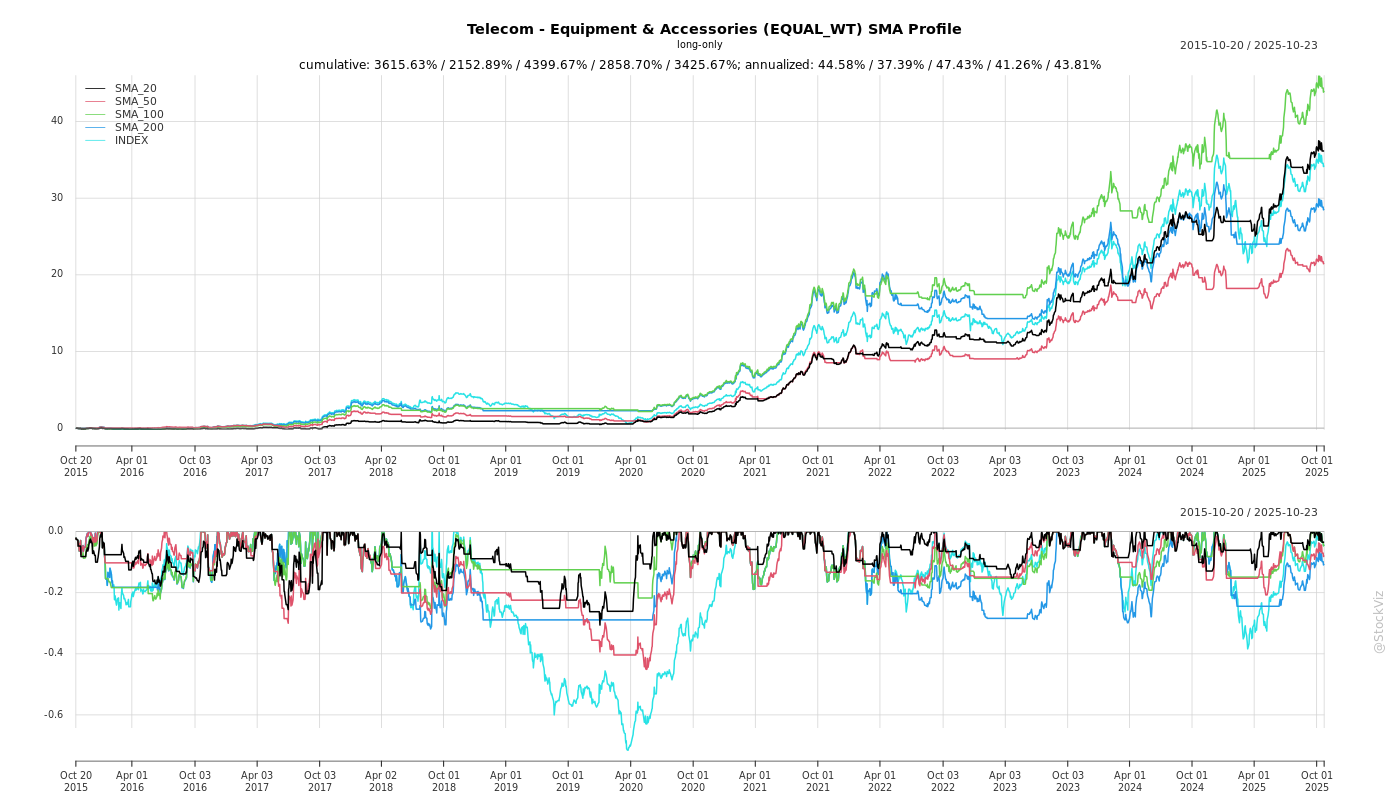 Telecom - Equipment & Accessories (EQUAL_WT) SMA Profile
long-only
2015-10-20 / 2025-10-23
cumulative: 3615.63% / 2152.89% / 4399.67% / 2858.70% / 3425.67%; annualized: 44.58% / 37.39% / 47.43% / 41.26% / 43.81%
SMA_20
SMA_50
SMA_100
SMA_200
INDEX
40
30
20
10
0
Oct 20 Apr 01 Oct 03 Apr 03 Oct 03 Apr 02 Oct 01 Apr 01 Oct 01 Apr 01 Oct 01 Apr 01 Oct 01 Apr 01 Oct 03 Apr 03 Oct 03 Apr 01 Oct 01 Apr 01 Oct 01
2015 2016 2016 2017 2017 2018 2018 2019 2019 2020 2020 2021 2021 2022 2022 2023 2023 2024 2024 2025 2025
2015-10-20 / 2025-10-23
0.0
-0.2
-0.4
-0.6
Oct 20 Apr 01 Oct 03 Apr 03 Oct 03 Apr 02 Oct 01 Apr 01 Oct 01 Apr 01 Oct 01 Apr 01 Oct 01 Apr 01 Oct 03 Apr 03 Oct 03 Apr 01 Oct 01 Apr 01 Oct 01
2015 2016 2016 2017 2017 2018 2018 2019 2019 2020 2020 2021 2021 2022 2022 2023 2023 2024 2024 2025 2025
@StockViz